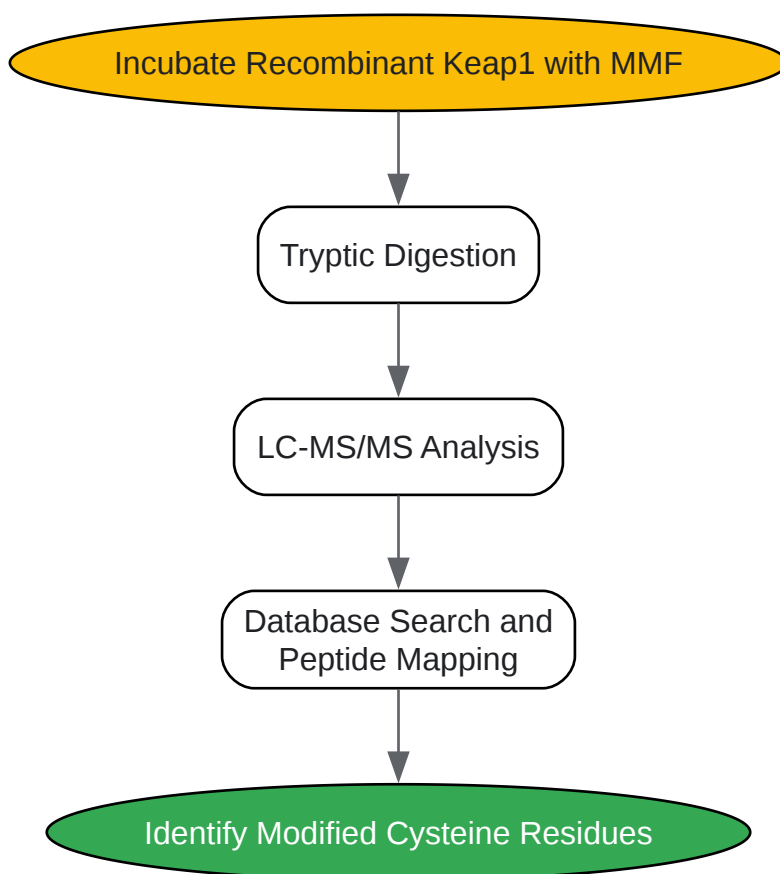 Incubate Recombinant Keap1 with MMF
Tryptic Digestion
LC-MS/MS Analysis
Database Search and
Peptide Mapping
Identify Modified Cysteine Residues